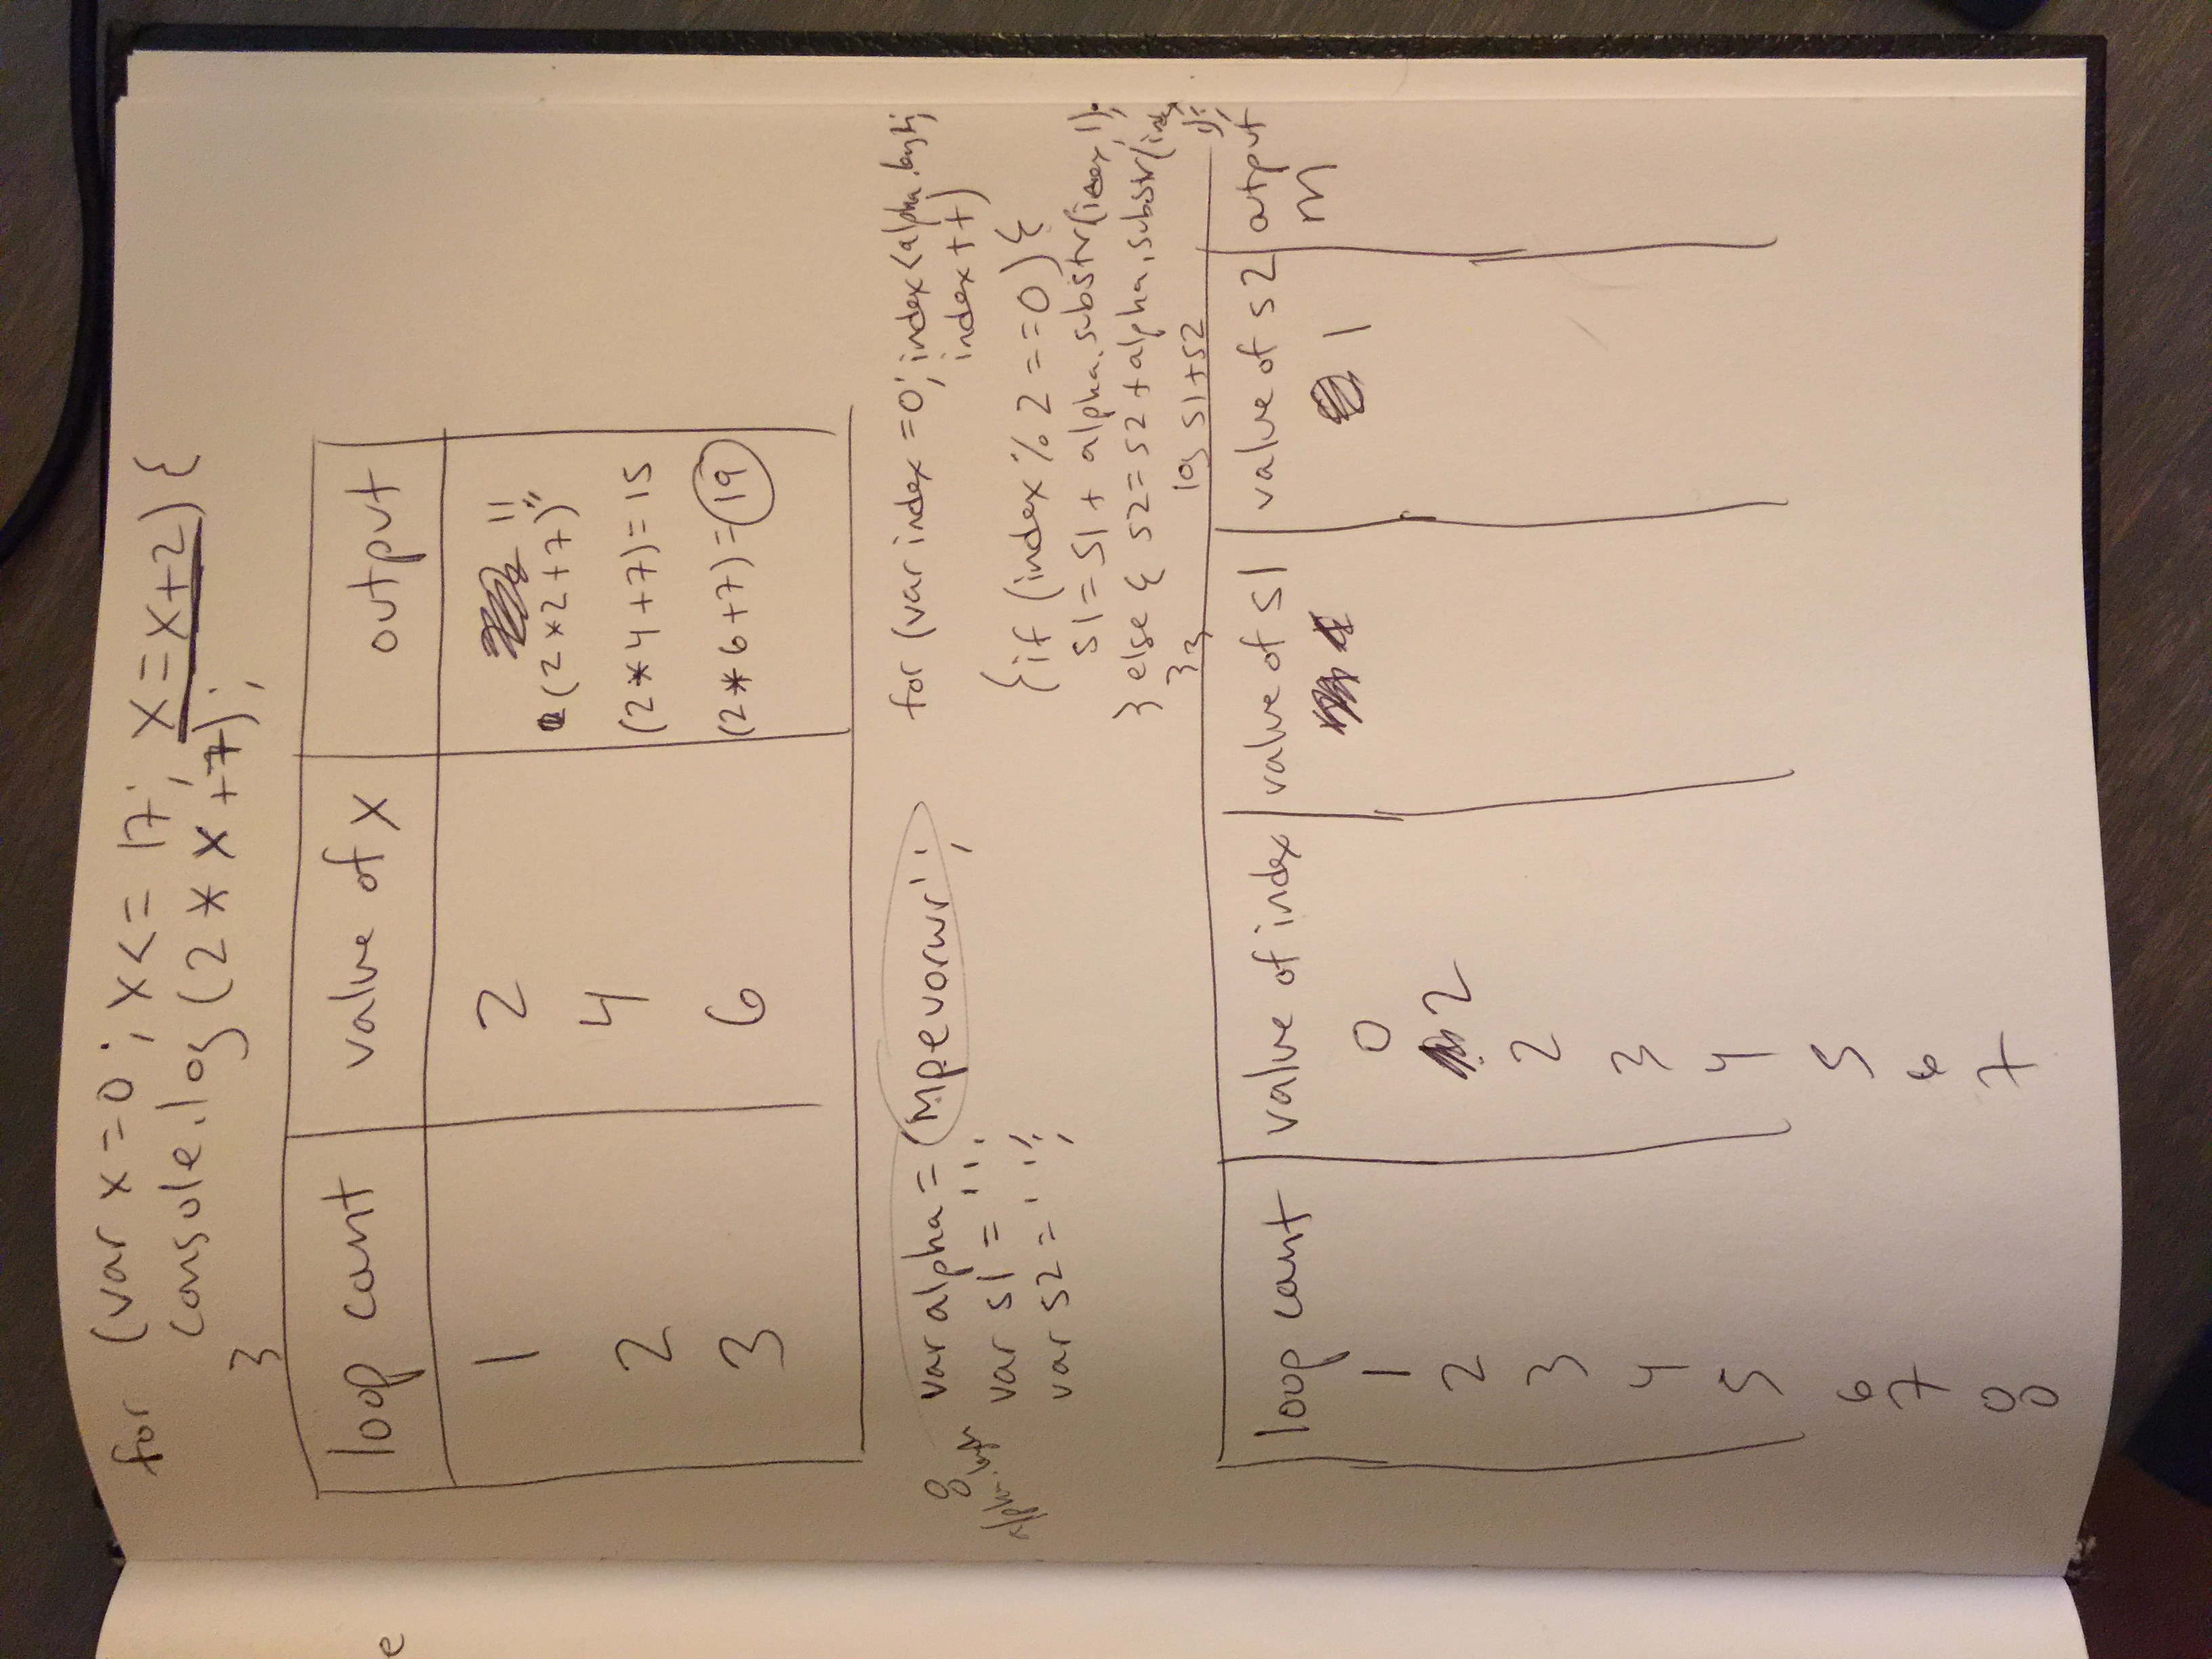 e
for (var x=0; x<= 17; x=x+2) {
console.log(2 * x +7);
}
loop count value of x output
1 2 11
(2*2+7)"
2 4 (2*4+7)=15
3 6 (2*6+7)=19
8 alpha.length
var alpha = 'Mpevorwr';
var s1 = '';
var s2 = '';
for (var index =0; index<alpha.length;
index++)
{if (index % 2 ==0) {
s1=s1 + alpha.substr(index,1);
} else { s2=s2+alpha.substr(index
1);
}} log s1+s2
loop count value of index value of s1 value of s2 output
1 0 1 M
2 2
3 2
4 3
5 4
6 5
7 6
8 7